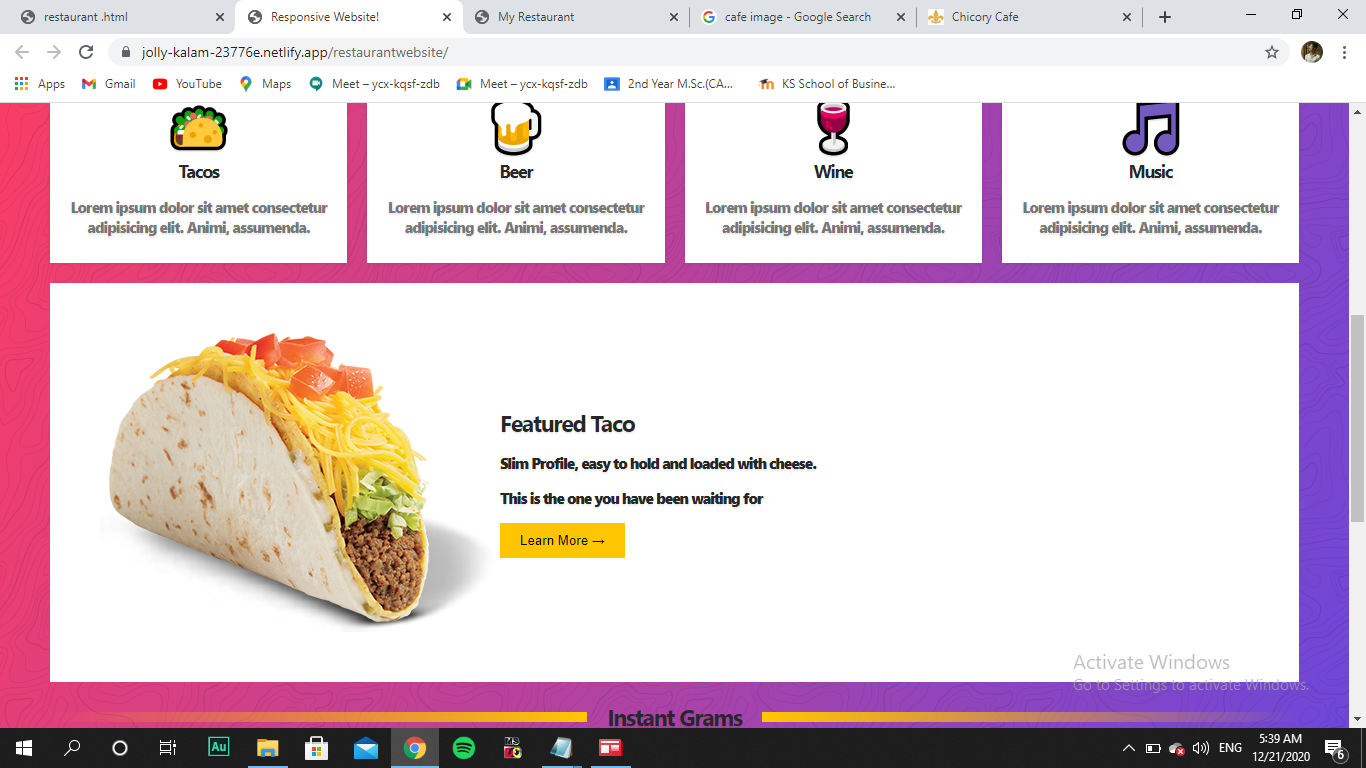 restaurant .html
Responsive Website!
My Restaurant
cafe image - Google Search
Chicory Cafe
jolly-kalam-23776e.netlify.app/restaurantwebsite/
Apps
Gmail
YouTube
Maps
Meet – ycx-kqsf-zdb
Meet – ycx-kqsf-zdb
2nd Year M.Sc.(CA...
KS School of Busine...
Tacos
Lorem ipsum dolor sit amet consectetur
adipisicing elit. Animi, assumenda.
Beer
Lorem ipsum dolor sit amet consectetur
adipisicing elit. Animi, assumenda.
Wine
Lorem ipsum dolor sit amet consectetur
adipisicing elit. Animi, assumenda.
Music
Lorem ipsum dolor sit amet consectetur
adipisicing elit. Animi, assumenda.
Featured Taco
Slim Profile, easy to hold and loaded with cheese.
This is the one you have been waiting for
Learn More →
Activate Windows
Go to Settings to activate Windows.
Instant Grams
Au
ENG
5:39 AM
12/21/2020
6